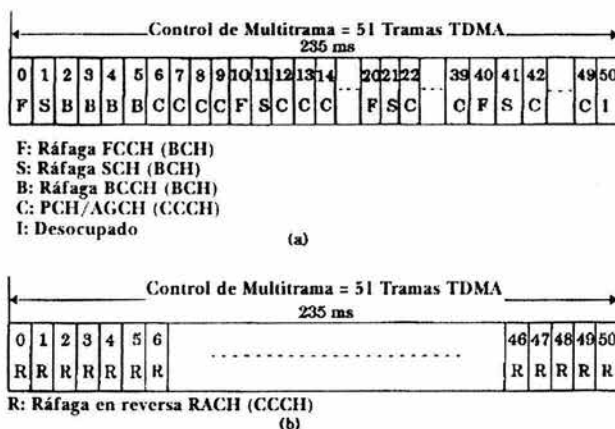 Control de Multitrama = 51 Tramas TDMA
235 ms
0 1 2 3 4 5 6 7 8 9 10 11 12 13 14 ..... 20 21 22 ..... 39 40 41 42 ..... 49 50
F S B B B B C C C C F S C C C F S C C F S C C I
F: Ráfaga FCCH (BCH)
S: Ráfaga SCH (BCH)
B: Ráfaga BCCH (BCH)
C: PCH/AGCH (CCCH)
I: Desocupado
(a)
Control de Multitrama = 51 Tramas TDMA
235 ms
0 1 2 3 4 5 6 46 47 48 49 50
R R R R R R R R R R R R
R: Ráfaga en reversa RACH (CCCH)
(b)